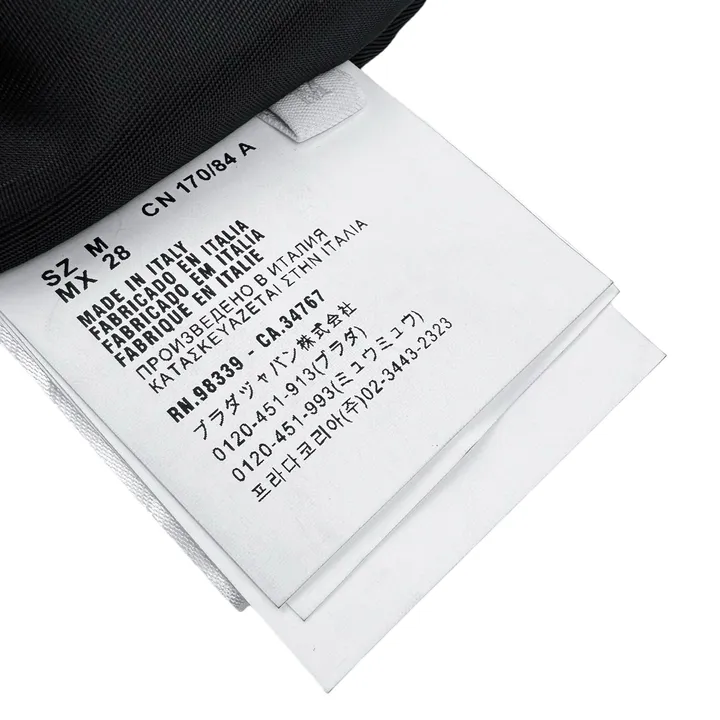 SZ M CN 170/84 A
MX 28
MADE IN ITALY
FABRICADO EN ITALIA
FABRICADO EM ITALIA
FABRIQUE EN ITALIE
ПРОИЗВЕДЕНО В ИТАЛИЯ
ΚΑΤΑΣΚΕΥΑΖΕΤΑΙ ΣΤΗΝ ΙΤΑΛΙΑ
RN.98339 - CA.34767
プラダジャパン株式会社
0120-451-913(プラダ)
0120-451-993(ミュウミュウ)
프라다코리아(주)02-3443-2323